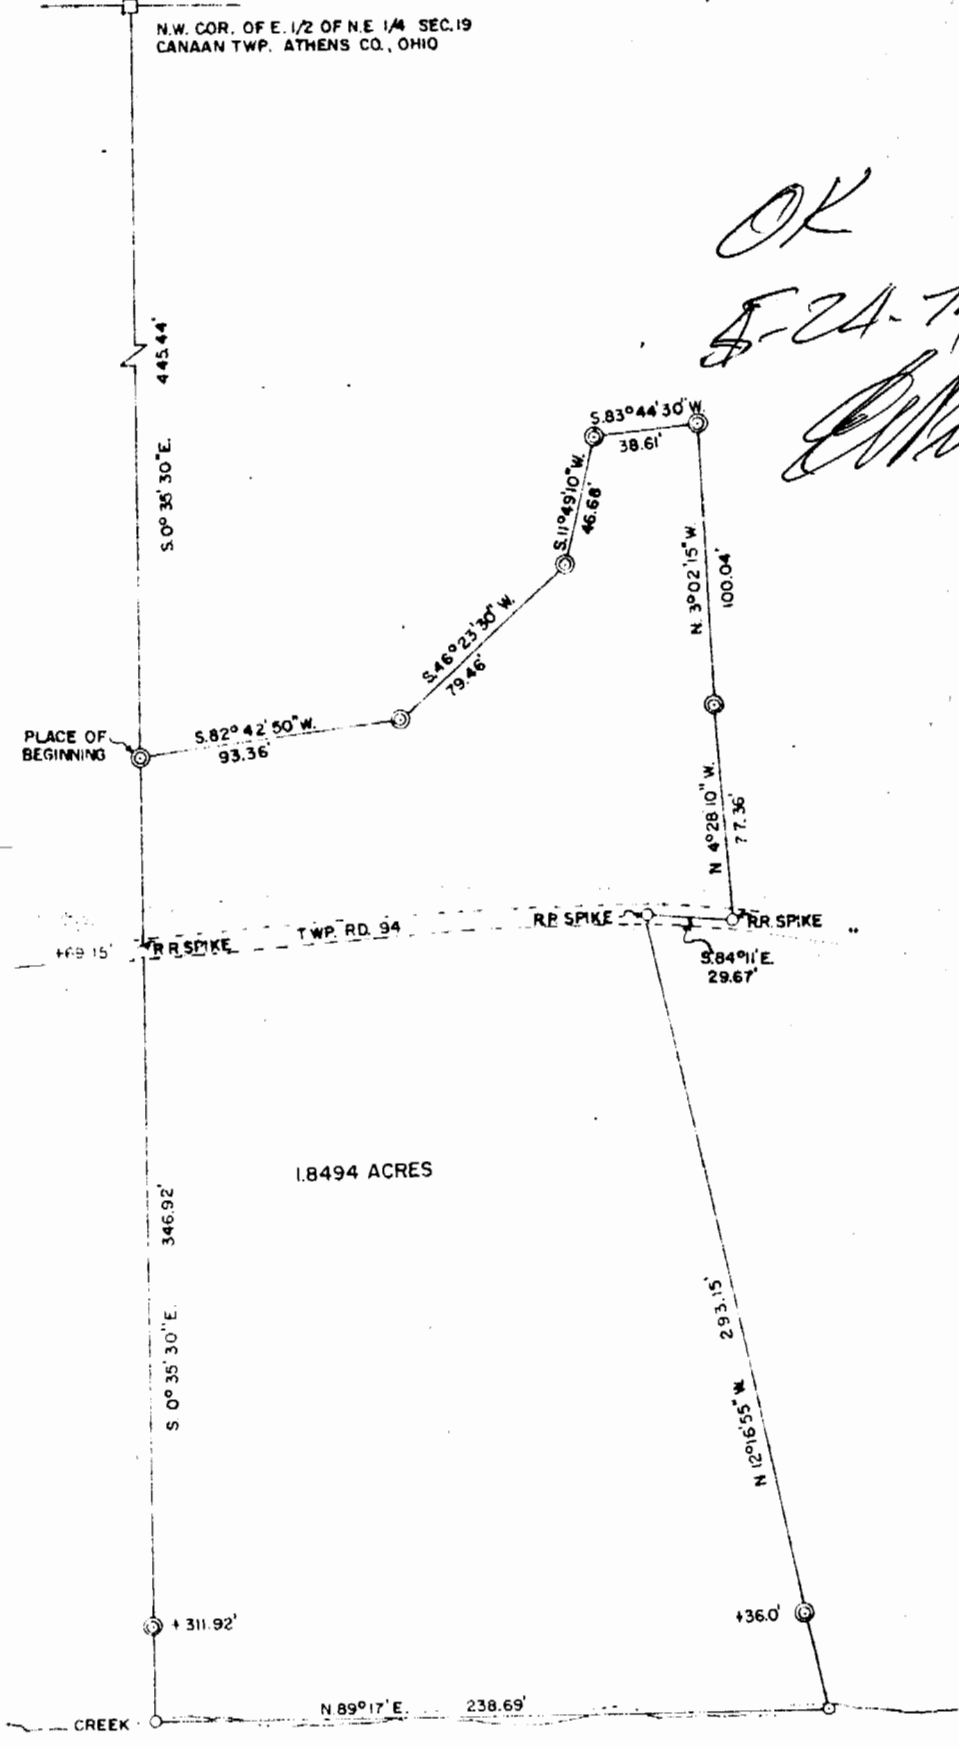 N.W. COR. OF E. 1/2 OF N.E 1/4 SEC.19
CANAAN TWP. ATHENS CO., OHIO
OK
445.44'
S.0° 35' 30"E.
S.83°44'30"W.
38.61'
S.11°49'10"W.
46.68'
N. 3°02'15"W.
100.04'
S.46°23'30"W.
79.46'
S.82°42'50"W.
93.36'
PLACE OF
BEGINNING
N 4°28'10"W.
77.36'
R.R. SPIKE
R.R. SPIKE
TWP. RD. 94
R.R. SPIKE
+69.15'
S.84°11'E.
29.67'
1.8494 ACRES
346.92'
S 0° 35' 30"E.
293.15'
N 12°16'55"W.
+ 311.92'
+36.0'
N.89°17'E. 238.69'
CREEK